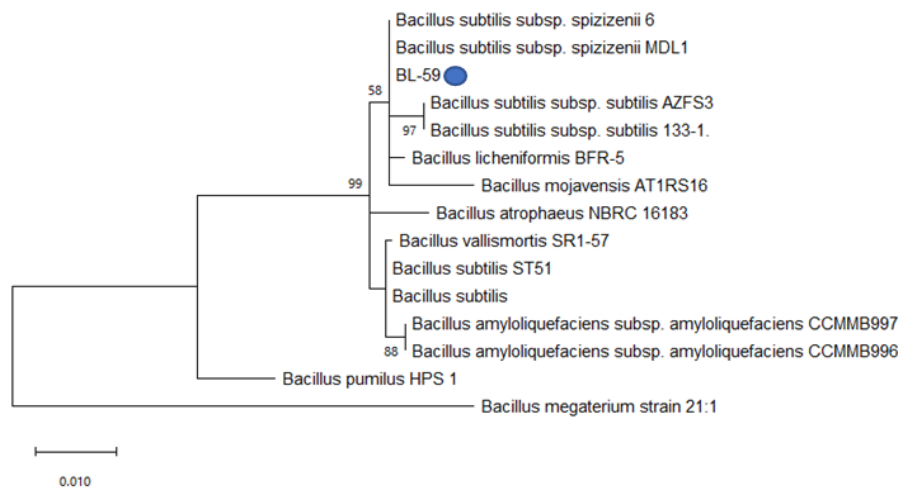 Bacillus subtilis subsp. spizizenii 6
Bacillus subtilis subsp. spizizenii MDL1
BL-59
58
Bacillus subtilis subsp. subtilis AZFS3
97
Bacillus subtilis subsp. subtilis 133-1.
Bacillus licheniformis BFR-5
99
Bacillus mojavensis AT1RS16
Bacillus atrophaeus NBRC 16183
Bacillus vallismortis SR1-57
Bacillus subtilis ST51
Bacillus subtilis
Bacillus amyloliquefaciens subsp. amyloliquefaciens CCMMB997
88
Bacillus amyloliquefaciens subsp. amyloliquefaciens CCMMB996
Bacillus pumilus HPS 1
Bacillus megaterium strain 21:1
0.010